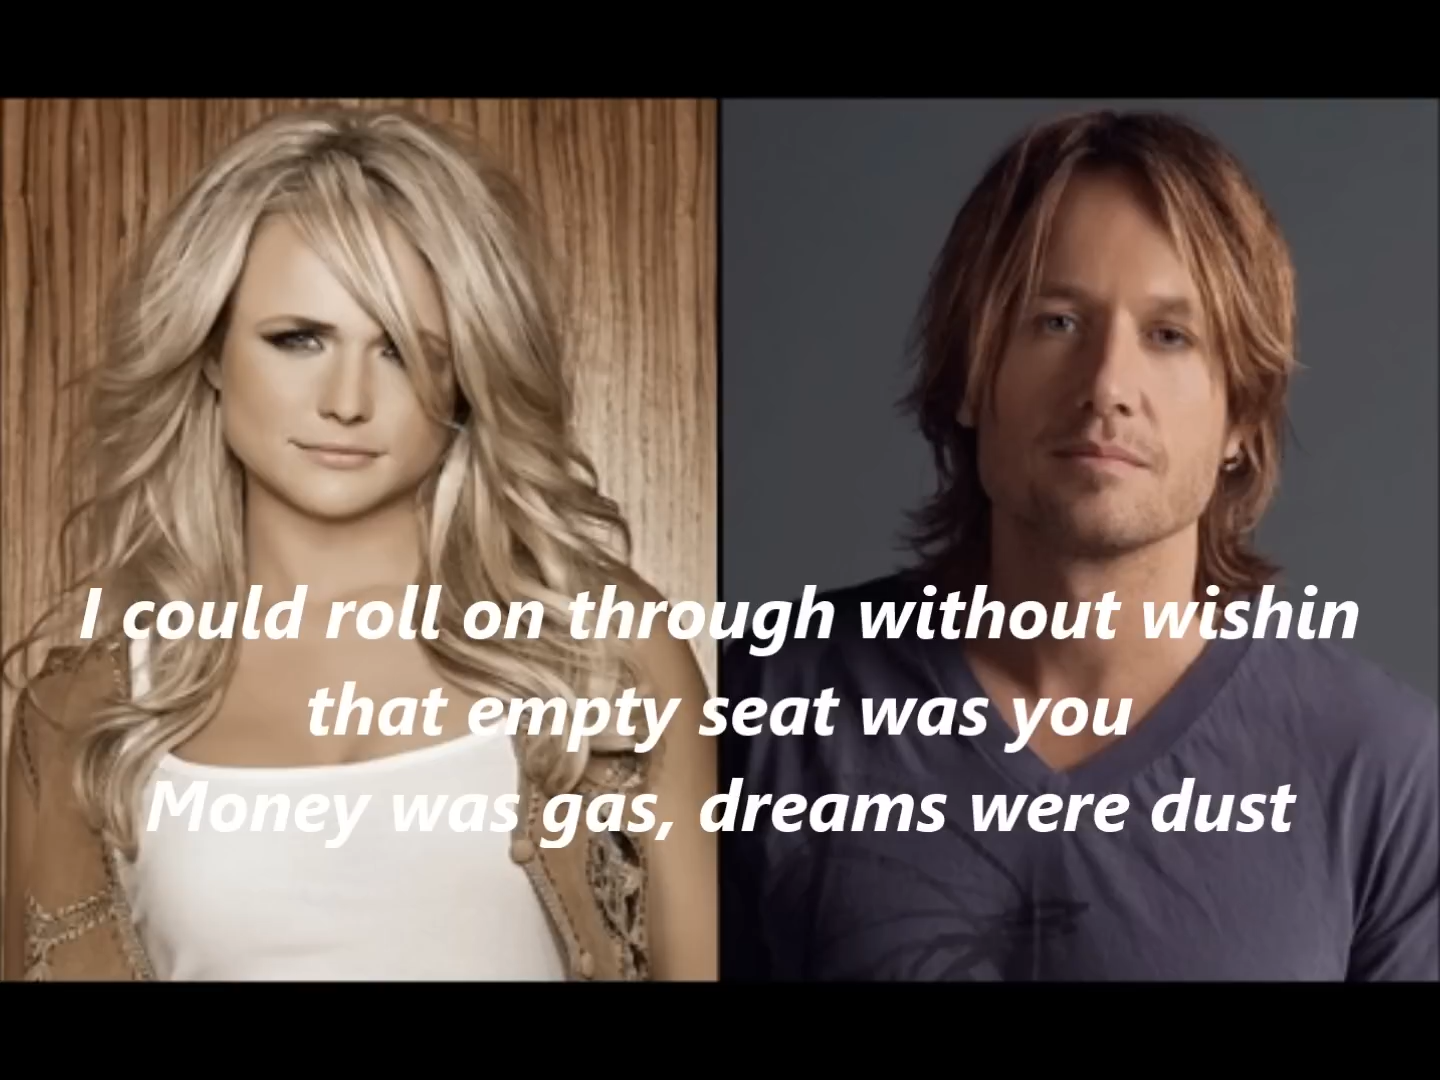 I could roll on through without wishin
that empty seat was you
Money was gas, dreams were dust